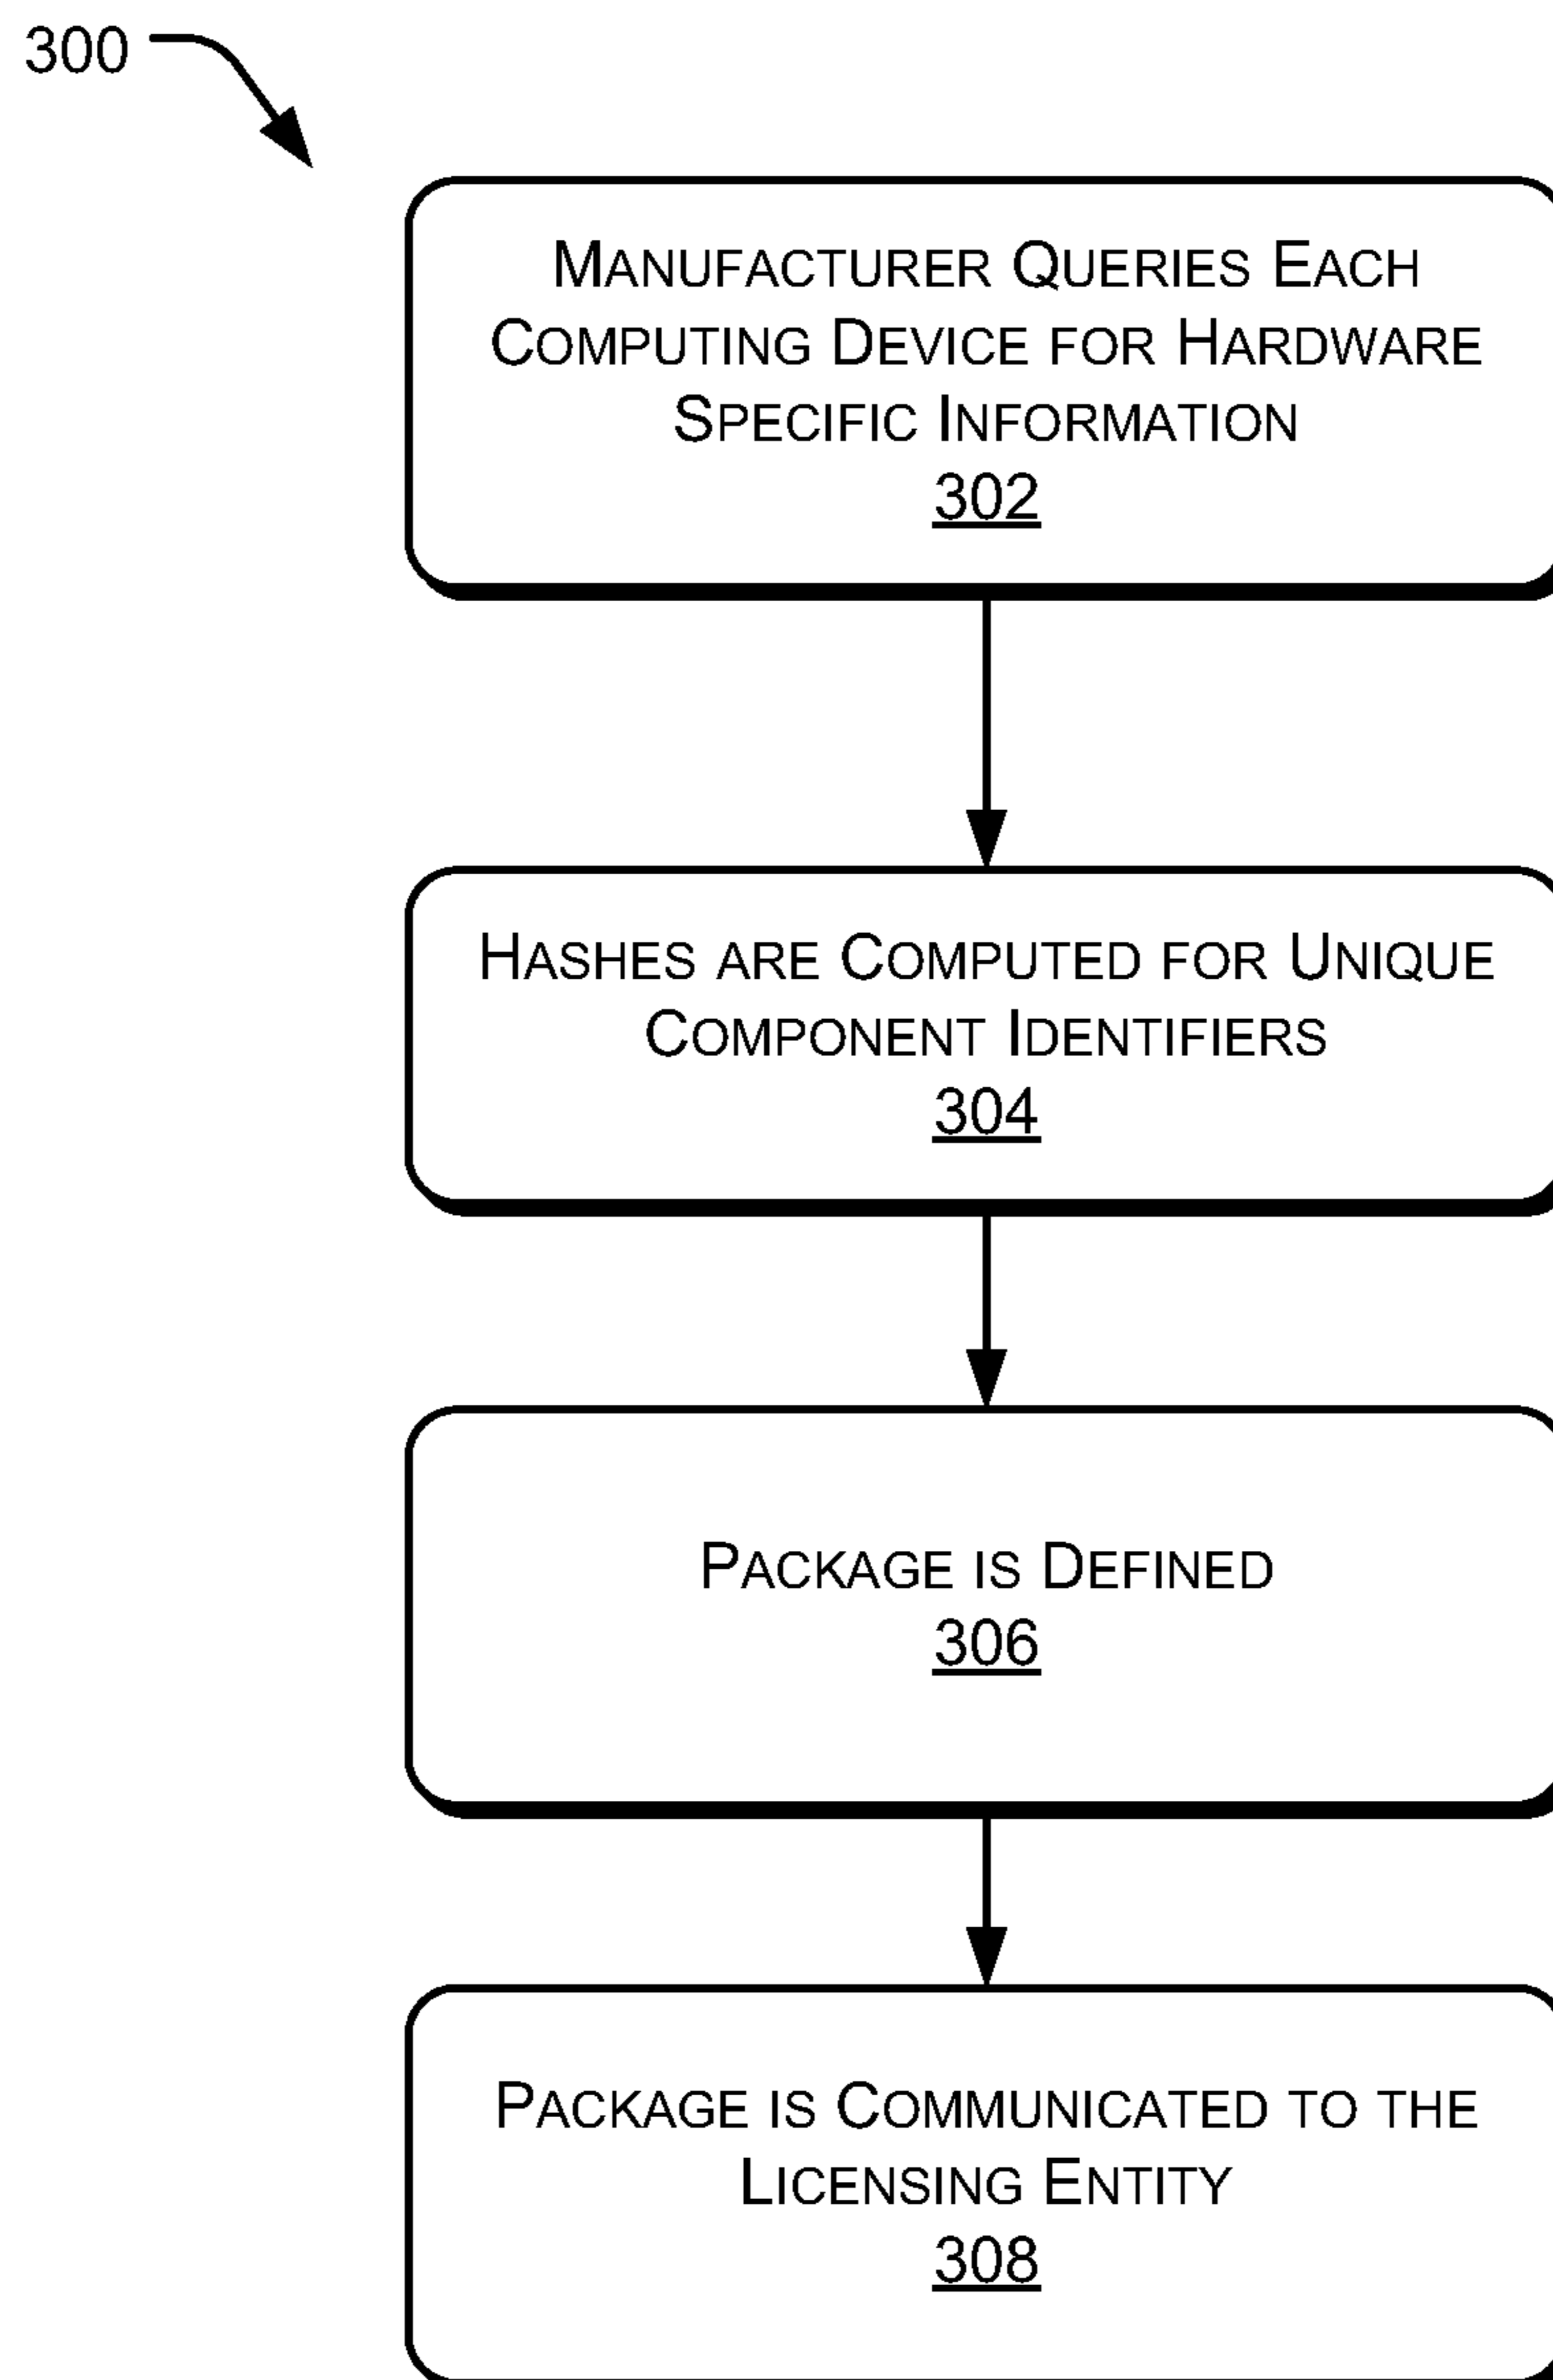 300
Manufacturer Queries Each
Computing Device for Hardware
Specific Information
302
Hashes are Computed for Unique
Component Identifiers
304
Package is Defined
306
Package is Communicated to the
Licensing Entity
308